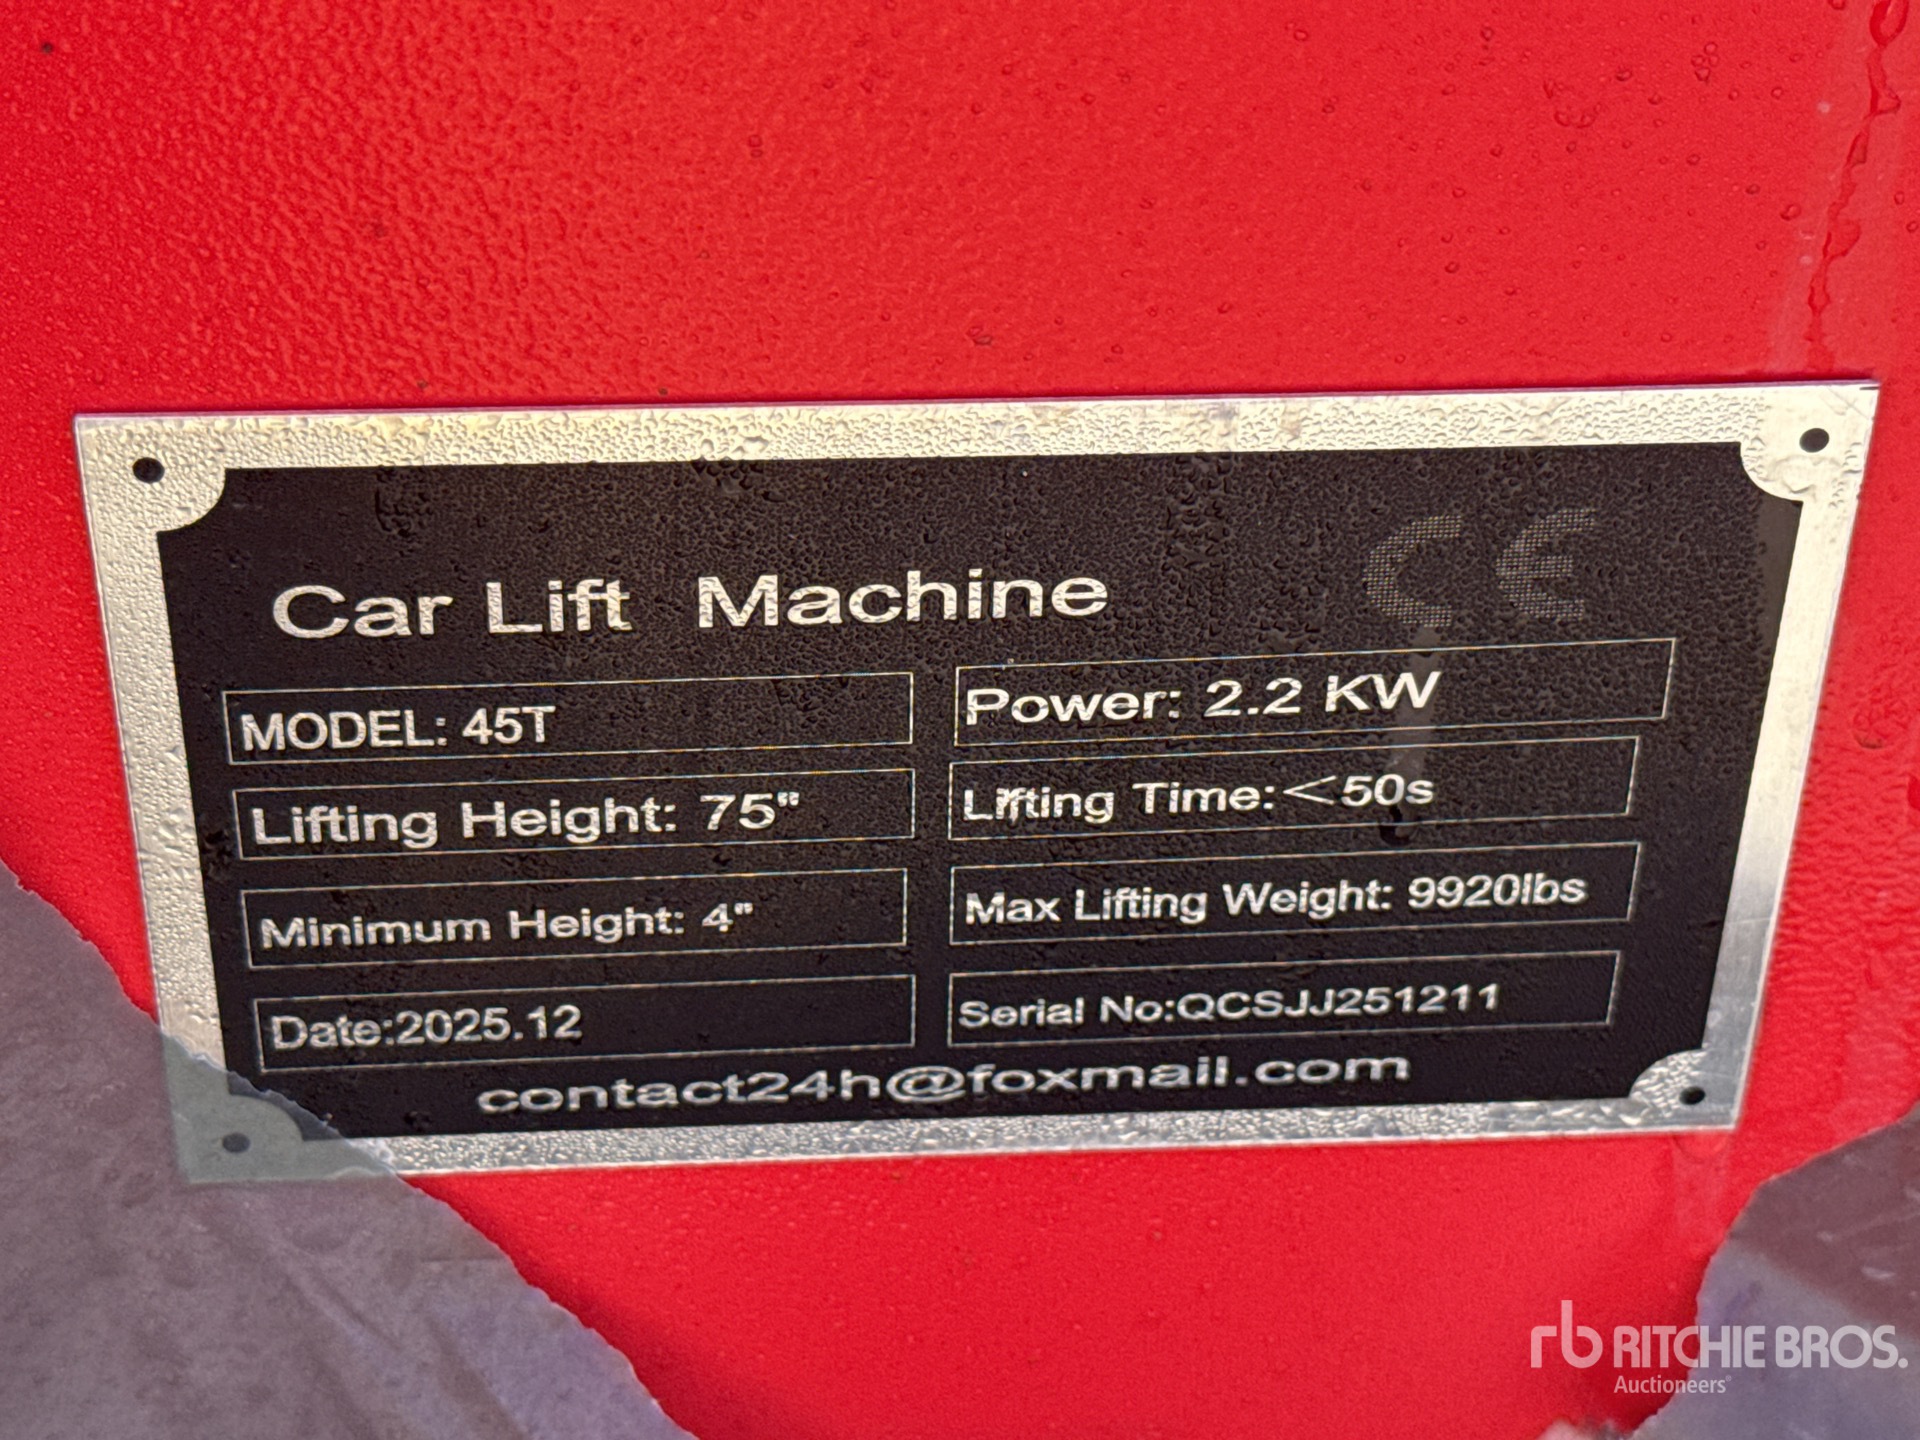 CE
Car Lift Machine
MODEL: 45T
Power: 2.2 KW
Lifting Height: 75"
Lifting Time:<50s
Minimum Height: 4"
Max Lifting Weight: 9920lbs
Date:2025.12
Serial No:QCSJJ251211
contact24h@foxmail.com
rb RITCHIE BROS.
Auctioneers